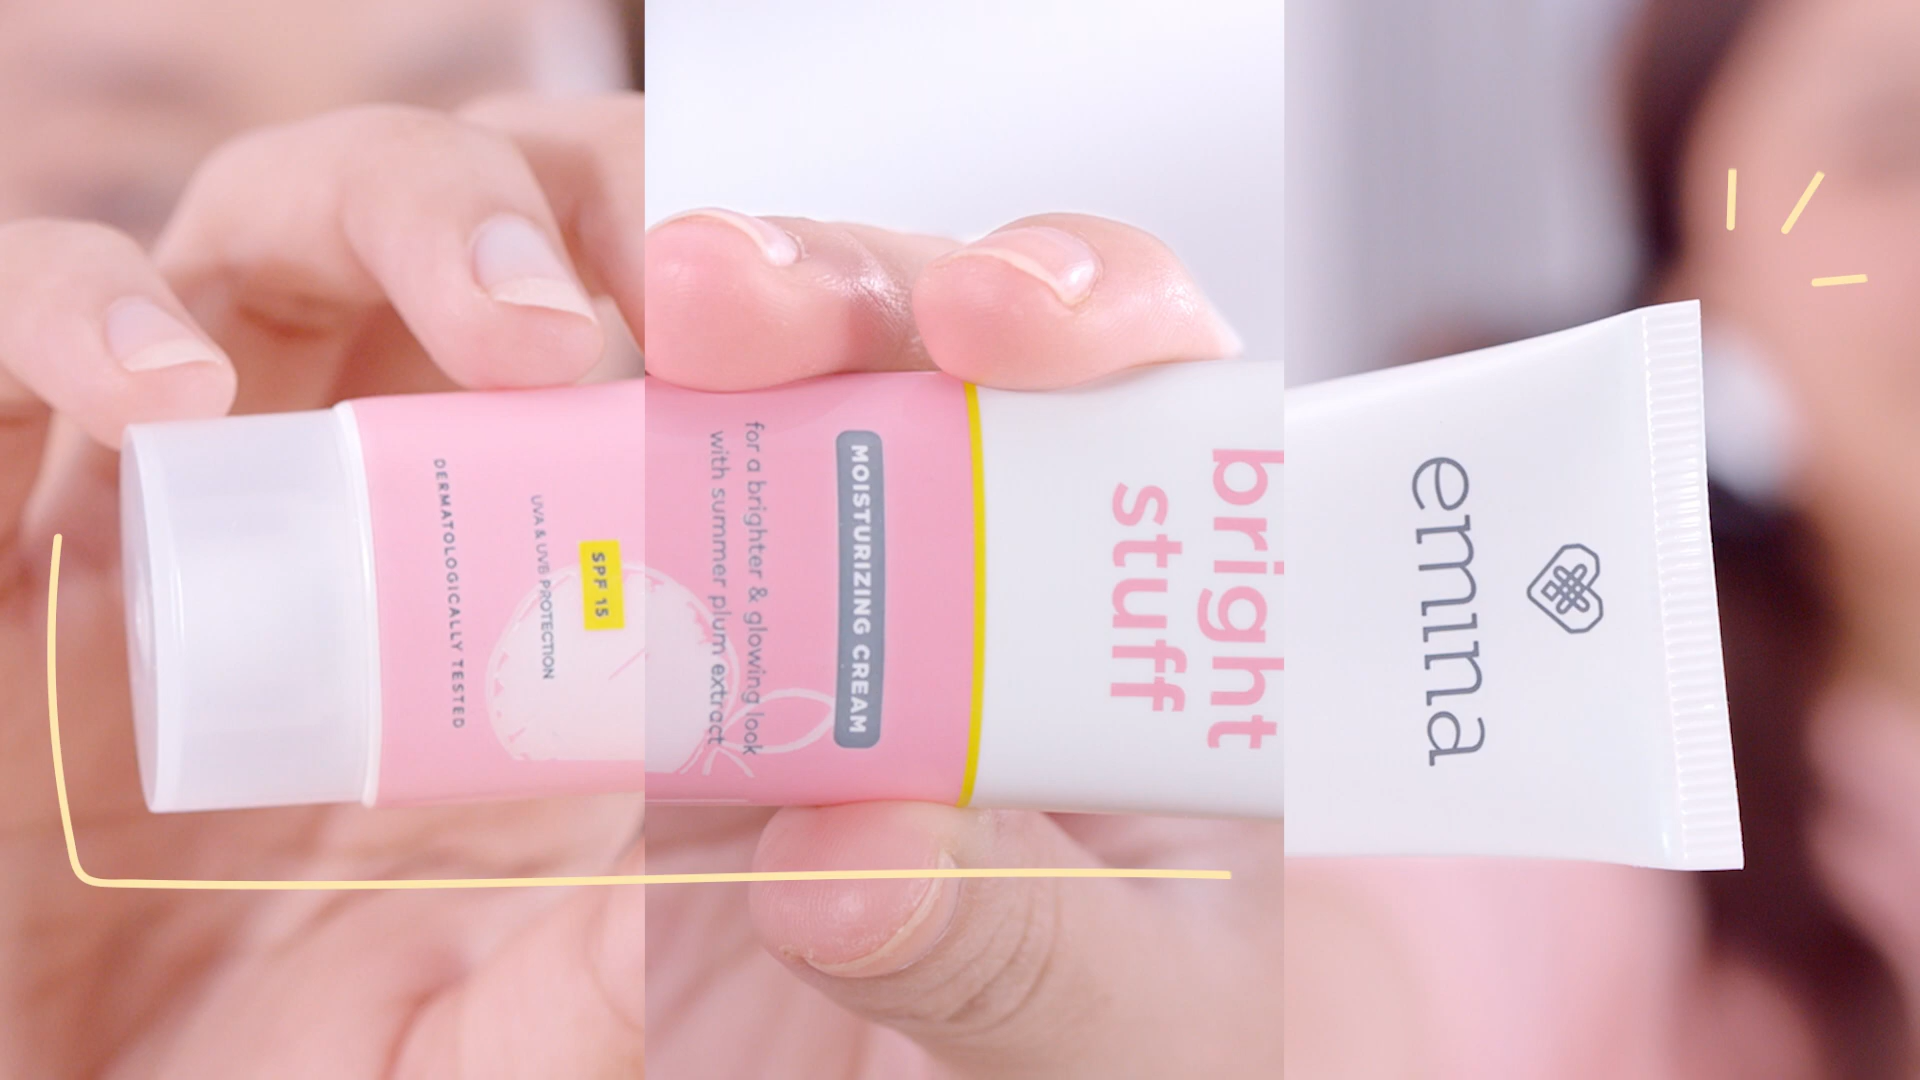 emina
bright
stuff
MOISTURIZING CREAM
for a brighter & glowing look
with summer plum extract
SPF 15
UVA & UVB PROTECTION
DERMATOLOGICALLY TESTED